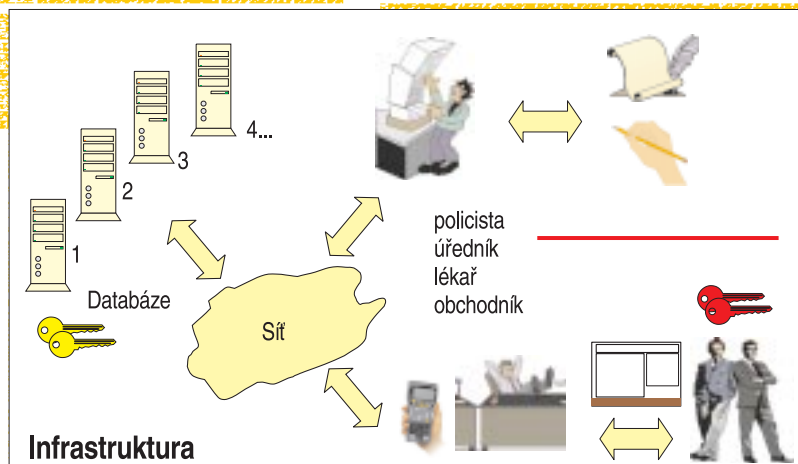 4...
3
2
1
Databáze
Síť
policista
úředník
lékař
obchodník
Infrastruktura